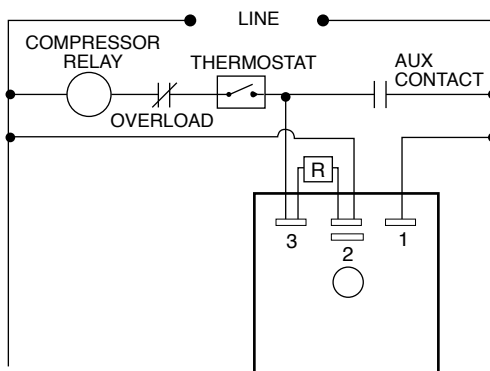 LINE
COMPRESSOR
RELAY
THERMOSTAT
AUX
CONTACT
OVERLOAD
R
3
2
1